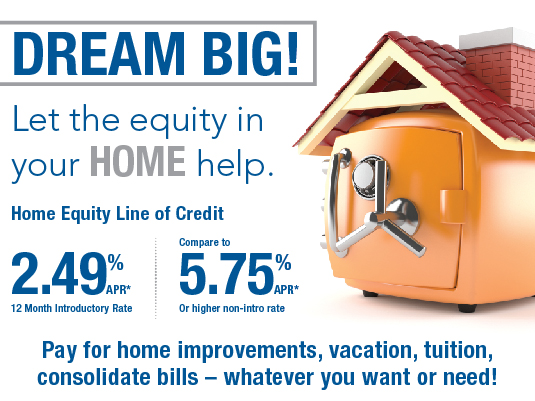 DREAM BIG!
Let the equity in
your HOME help.
Home Equity Line of Credit
2.49% APR*
12 Month Introductory Rate
Compare to
5.75% APR*
Or higher non-intro rate
Pay for home improvements, vacation, tuition,
consolidate bills – whatever you want or need!